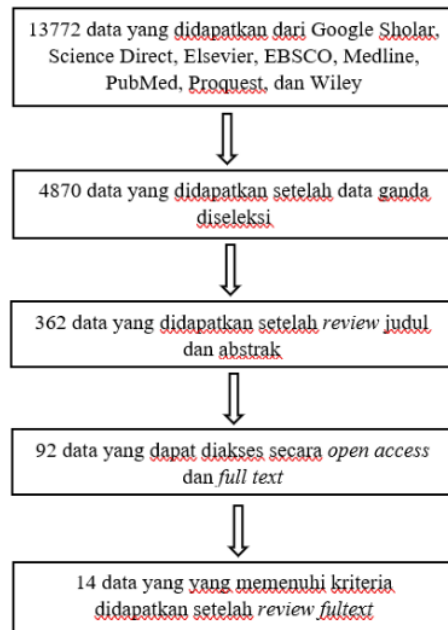 13772 data yang didapatkan dari Google Sholar,
Science Direct, Elsevier, EBSCO, Medline,
PubMed, Proquest, dan Wiley
4870 data yang didapatkan setelah data ganda
diseleksi
362 data yang didapatkan setelah review judul
dan abstrak
92 data yang dapat diakses secara open access
dan full text
14 data yang yang memenuhi kriteria
didapatkan setelah review fultext